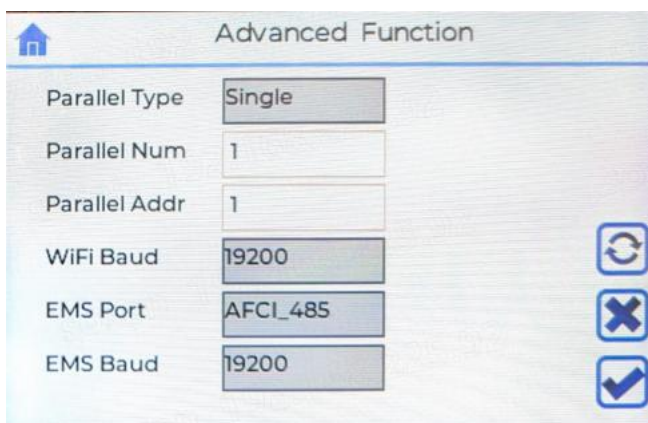 Advanced Function
Parallel Type Single
Parallel Num 1
Parallel Addr 1
WiFi Baud 19200
EMS Port AFCI_485
EMS Baud 19200